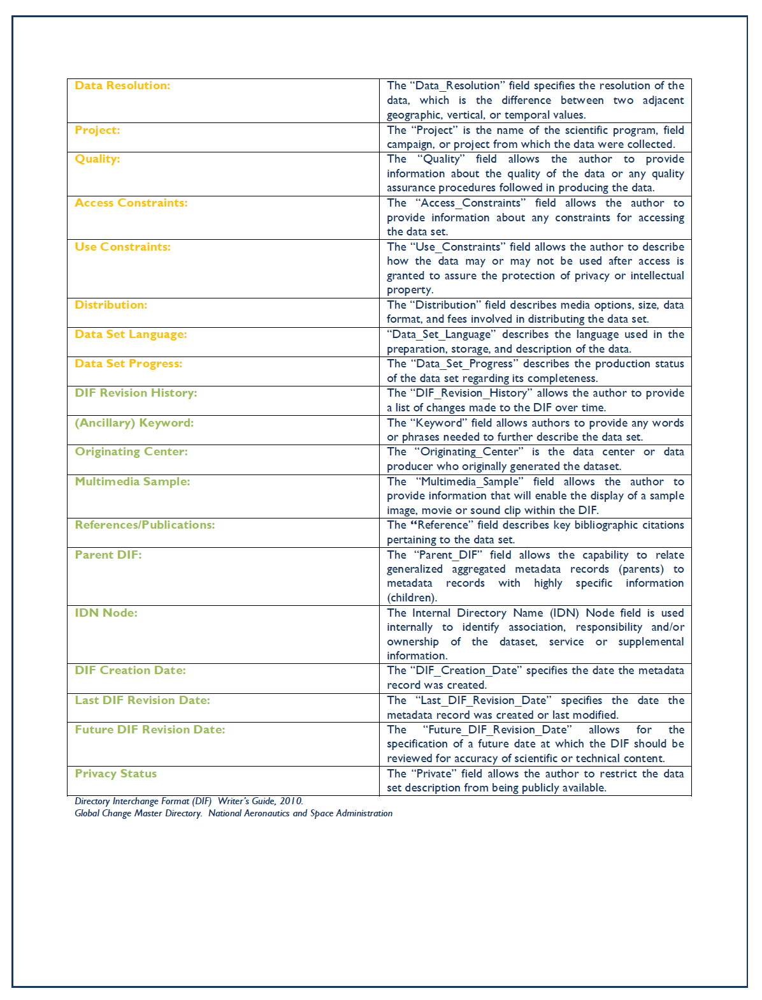 Data Resolution:
The “Data_Resolution” field specifies the resolution of the
data, which is the difference between two adjacent
geographic, vertical, or temporal values.
Project:
The “Project” is the name of the scientific program, field
campaign, or project from which the data were collected.
Quality:
The “Quality” field allows the author to provide
information about the quality of the data or any quality
assurance procedures followed in producing the data.
Access Constraints:
The “Access_Constraints” field allows the author to
provide information about any constraints for accessing
the data set.
Use Constraints:
The “Use_Constraints” field allows the author to describe
how the data may or may not be used after access is
granted to assure the protection of privacy or intellectual
property.
Distribution:
The “Distribution” field describes media options, size, data
format, and fees involved in distributing the data set.
Data Set Language:
“Data_Set_Language” describes the language used in the
preparation, storage, and description of the data.
Data Set Progress:
The “Data_Set_Progress” describes the production status
of the data set regarding its completeness.
DIF Revision History:
The “DIF_Revision_History” allows the author to provide
a list of changes made to the DIF over time.
(Ancillary) Keyword:
The “Keyword” field allows authors to provide any words
or phrases needed to further describe the data set.
Originating Center:
The “Originating_Center” is the data center or data
producer who originally generated the dataset.
Multimedia Sample:
The “Multimedia_Sample” field allows the author to
provide information that will enable the display of a sample
image, movie or sound clip within the DIF.
References/Publications:
The “Reference” field describes key bibliographic citations
pertaining to the data set.
Parent DIF:
The “Parent_DIF” field allows the capability to relate
generalized aggregated metadata records (parents) to
metadata records with highly specific information
(children).
IDN Node:
The Internal Directory Name (IDN) Node field is used
internally to identify association, responsibility and/or
ownership of the dataset, service or supplemental
information.
DIF Creation Date:
The “DIF_Creation_Date” specifies the date the metadata
record was created.
Last DIF Revision Date:
The “Last_DIF_Revision_Date” specifies the date the
metadata record was created or last modified.
Future DIF Revision Date:
The “Future_DIF_Revision_Date” allows for the
specification of a future date at which the DIF should be
reviewed for accuracy of scientific or technical content.
Privacy Status
The “Private” field allows the author to restrict the data
set description from being publicly available.
Directory Interchange Format (DIF) Writer’s Guide, 2010.
Global Change Master Directory. National Aeronautics and Space Administration